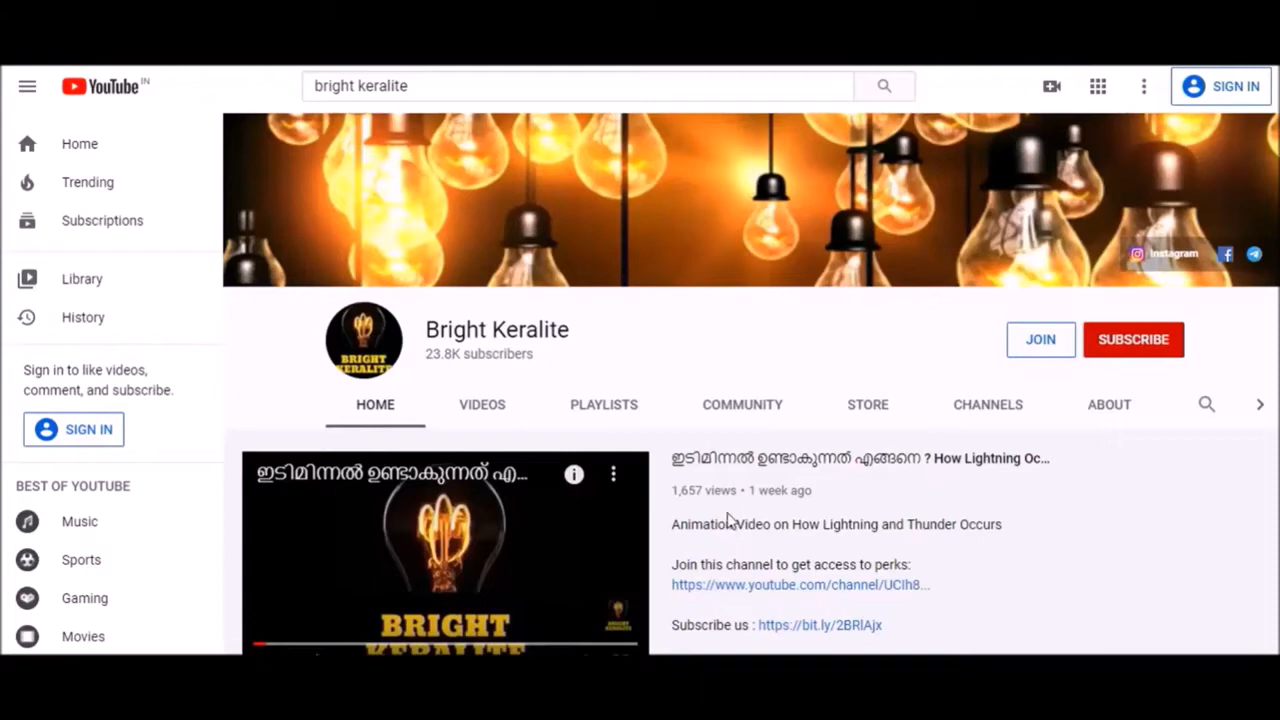 YouTube IN
bright keralite
SIGN IN
Home
Trending
Subscriptions
Library
History
Sign in to like videos,
comment, and subscribe.
SIGN IN
BEST OF YOUTUBE
Music
Sports
Gaming
Movies
Instagram
BRIGHT
KERALITE
Bright Keralite
23.8K subscribers
JOIN
SUBSCRIBE
HOME VIDEOS PLAYLISTS COMMUNITY STORE CHANNELS ABOUT
ഇടിമിന്നൽ ഉണ്ടാകുന്നത് എ...
BRIGHT
KERALITE
ഇടിമിന്നൽ ഉണ്ടാകുന്നത് എങ്ങനെ ? How Lightning Oc...
1,657 views • 1 week ago
Animation Video on How Lightning and Thunder Occurs
Join this channel to get access to perks:
https://www.youtube.com/channel/UCIh8...
Subscribe us : https://bit.ly/2BRlAjx